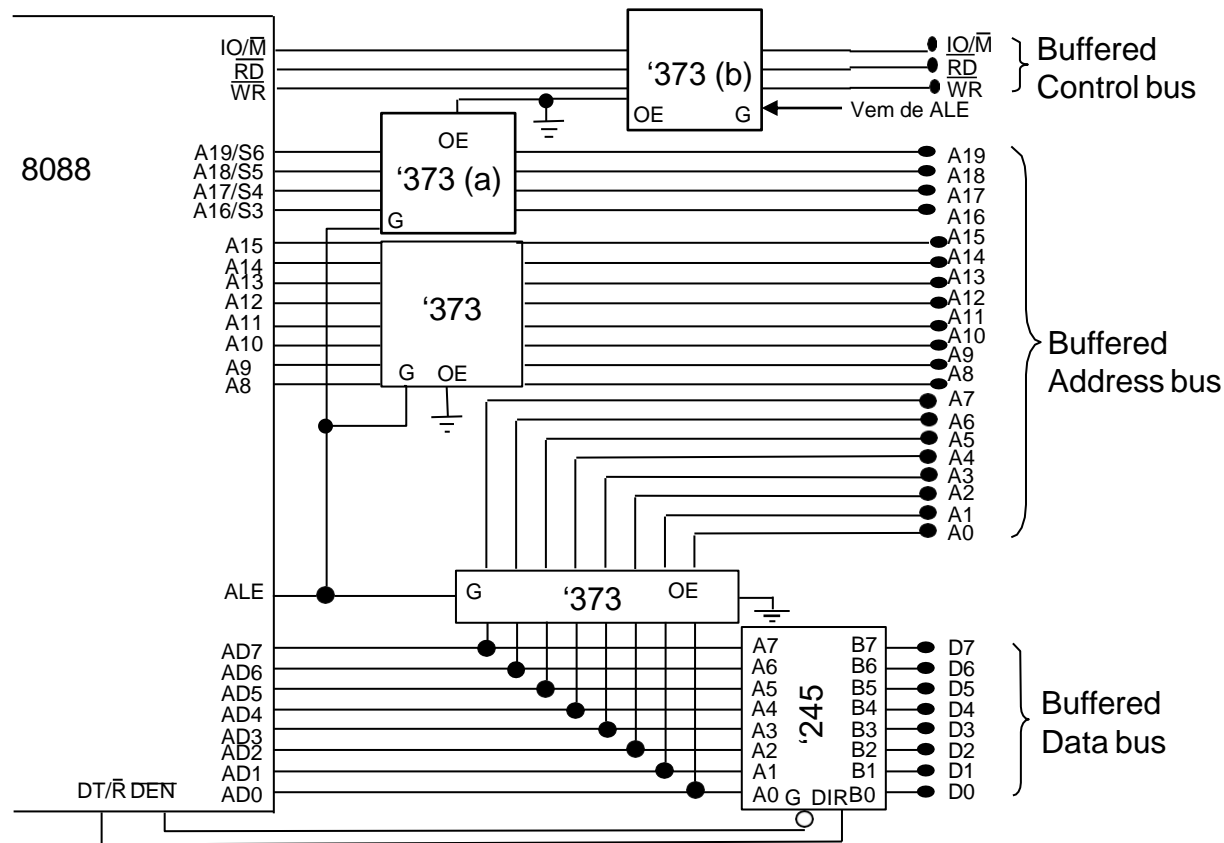 8088
IO/M̅
R̅D̅
W̅R̅
‘373 (b)
OE
G
IO/M̅
R̅D̅
W̅R̅
Buffered
Control bus
Vem de ALE
OE
‘373 (a)
G
A19/S6
A18/S5
A17/S4
A16/S3
A15
A14
A13
A12
A11
A10
A9
A8
‘373
G OE
A19
A18
A17
A16
A15
A14
A13
A12
A11
A10
A9
A8
A7
A6
A5
A4
A3
A2
A1
A0
Buffered
Address bus
ALE
G
‘373
OE
AD7
AD6
AD5
AD4
AD3
AD2
AD1
AD0
A7
A6
A5
A4
A3
A2
A1
A0
‘245
G DIR
B7
B6
B5
B4
B3
B2
B1
B0
D7
D6
D5
D4
D3
D2
D1
D0
Buffered
Data bus
DT/R̅ D̅E̅N̅